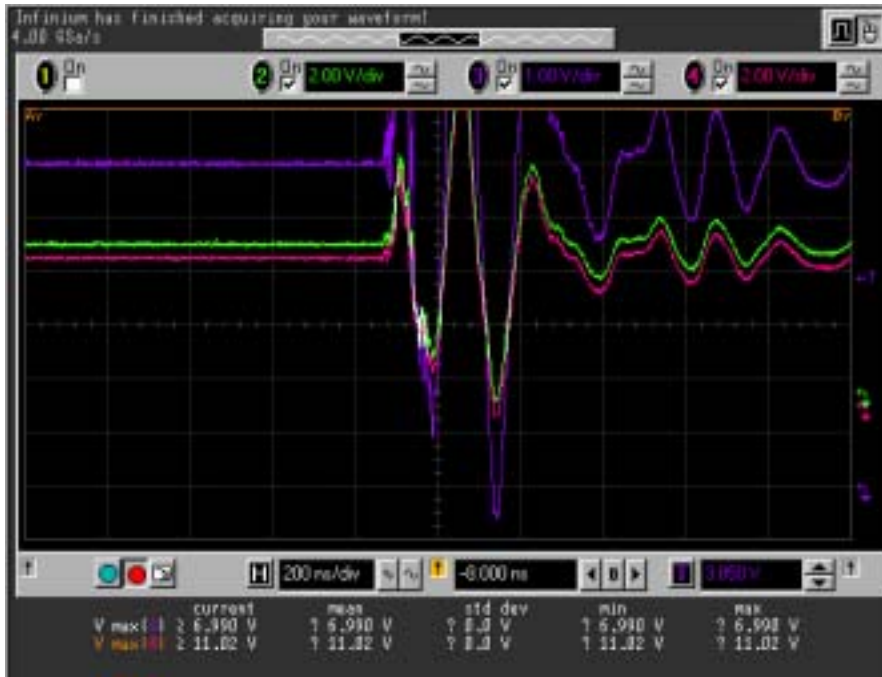 Infinium has finished acquiring your waveform!
4.00 GSa/s
1 On 2 On 2.00 V/div 3 On 1.00 V/div 4 On 2.00 V/div
H 200 ns/div -8.000 ns 0
current mean std dev min max
V max( ) ≥ 6.990 V ? 6.990 V ? 0.0 V ? 6.990 V ? 6.990 V
V max( ) ≥ 11.02 V ? 11.02 V ? 0.0 V ? 11.02 V ? 11.02 V